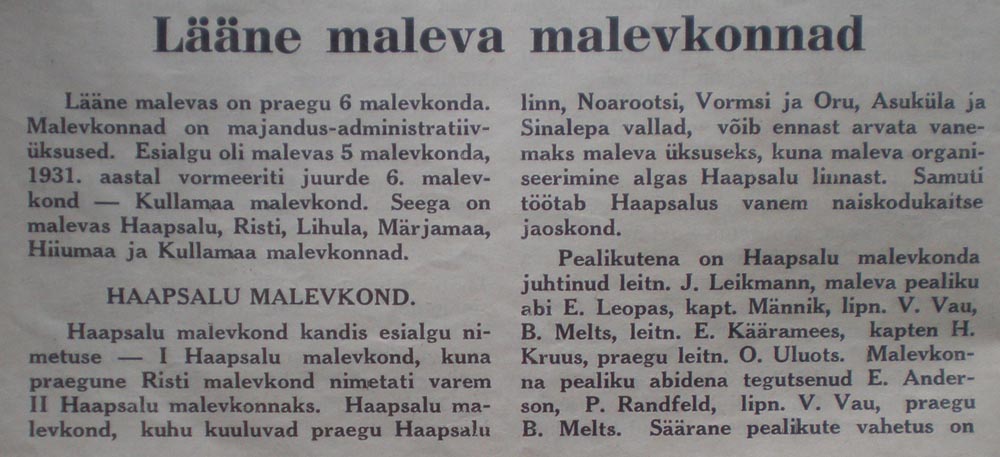 Lääne maleva malevkonnad
Lääne malevas on praegu 6 malevkonda.
Malevkonnad on majandus-administratiiv-
üksused. Esialgu oli malevas 5 malevkonda,
1931. aastal vormeeriti juurde 6. malev-
kond — Kullamaa malevkond. Seega on
malevas Haapsalu, Risti, Lihula, Märjamaa,
Hiiumaa ja Kullamaa malevkonnad.
HAAPSALU MALEVKOND.
Haapsalu malevkond kandis esialgu ni-
metuse — I Haapsalu malevkond, kuna
praegune Risti malevkond nimetati varem
II Haapsalu malevkonnaks. Haapsalu ma-
levkond, kuhu kuuluvad praegu Haapsalu
linn, Noarootsi, Vormsi ja Oru, Asuküla ja
Sinalepa vallad, võib ennast arvata vane-
maks maleva üksuseks, kuna maleva organi-
seerimine algas Haapsalu linnast. Samuti
töötab Haapsalus vanem naiskodukaitse
jaoskond.
Pealikutena on Haapsalu malevkonda
juhtinud leitn. J. Leikmann, maleva pealiku
abi E. Leopas, kapt. Männik, lipn. V. Vau,
B. Melts, leitn. E. Kääramees, kapten H.
Kruus, praegu leitn. O. Uluots. Malevkon-
na pealiku abidena tegutsenud E. Ander-
son, P. Randfeld, lipn. V. Vau, praegu
B. Melts. Säärane pealikute vahetus on